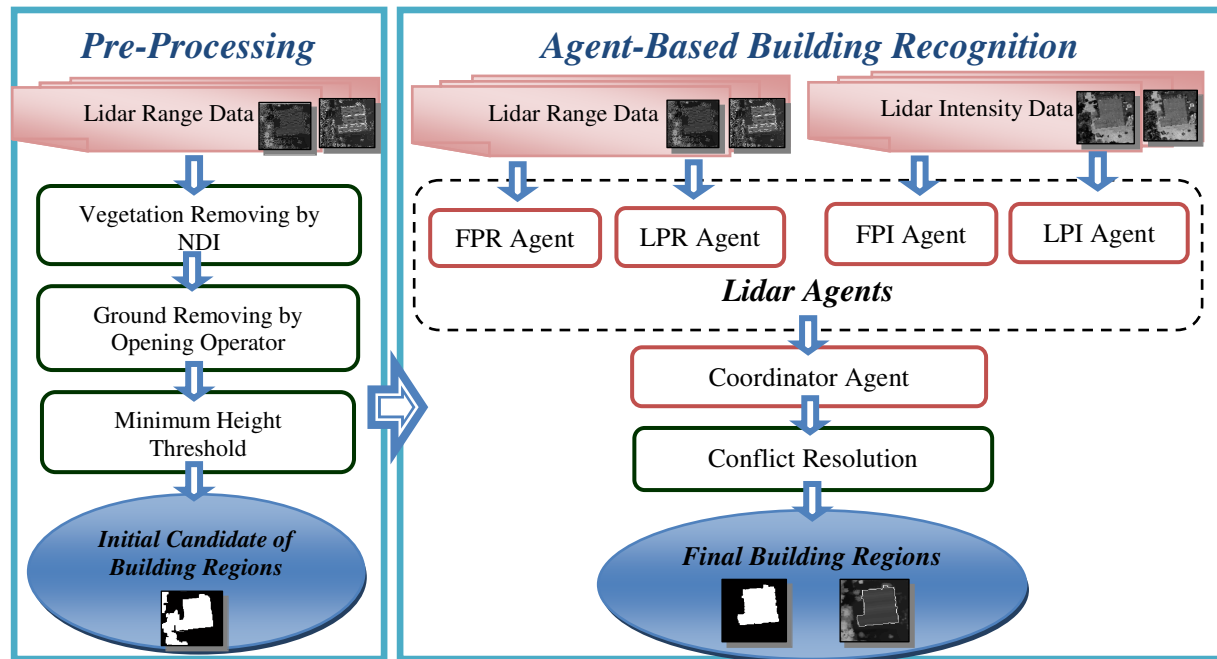 Pre-Processing
Lidar Range Data
Vegetation Removing by
NDI
Ground Removing by
Opening Operator
Minimum Height
Threshold
Initial Candidate of
Building Regions
Agent-Based Building Recognition
Lidar Range Data
Lidar Intensity Data
FPR Agent
LPR Agent
FPI Agent
LPI Agent
Lidar Agents
Coordinator Agent
Conflict Resolution
Final Building Regions